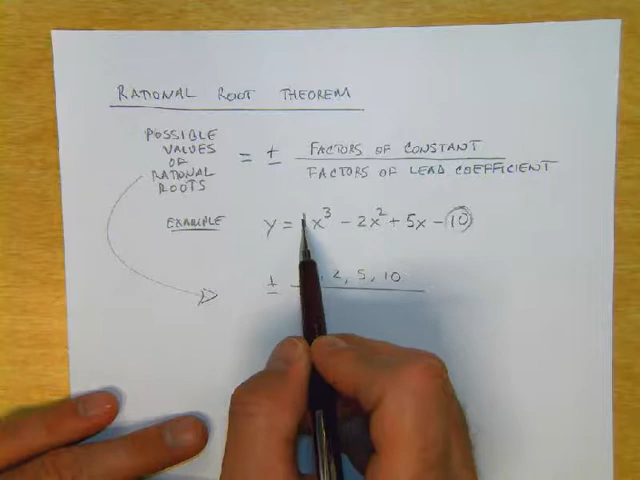 RATIONAL ROOT THEOREM
POSSIBLE
VALUES
OF
RATIONAL
ROOTS
= ± FACTORS OF CONSTANT
FACTORS OF LEAD COEFFICIENT
EXAMPLE y = x³ - 2x² + 5x - 10
± , 2, 5, 10